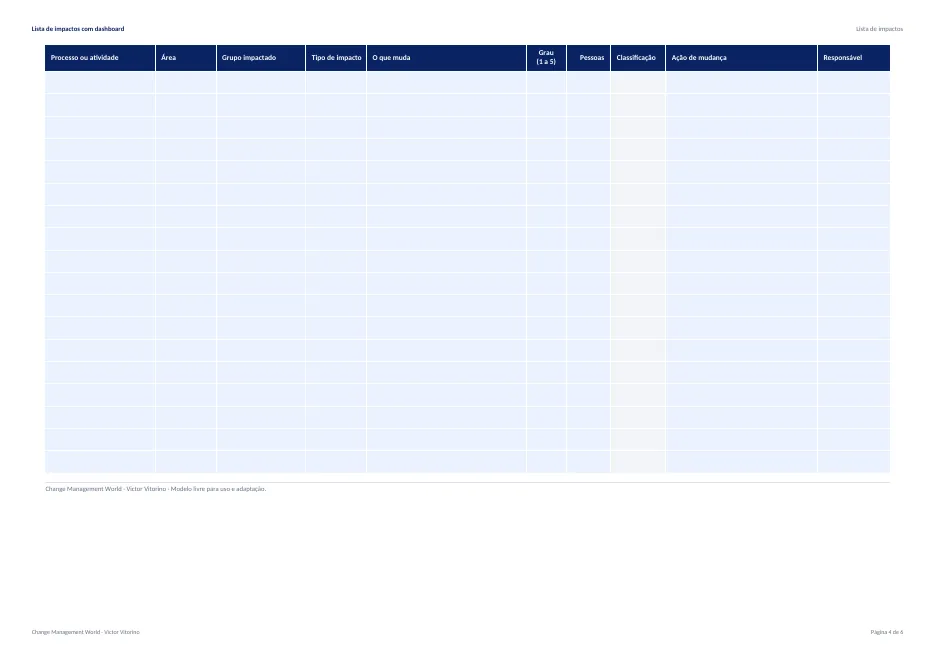 Lista de impactos com dashboard
Lista de impactos
Processo ou atividade Área Grupo impactado Tipo de impacto O que muda Grau (1 a 5) Pessoas Classificação Ação de mudança Responsável
Change Management World · Victor Vitorino · Modelo livre para uso e adaptação.
Change Management World · Victor Vitorino
Página 4 de 6